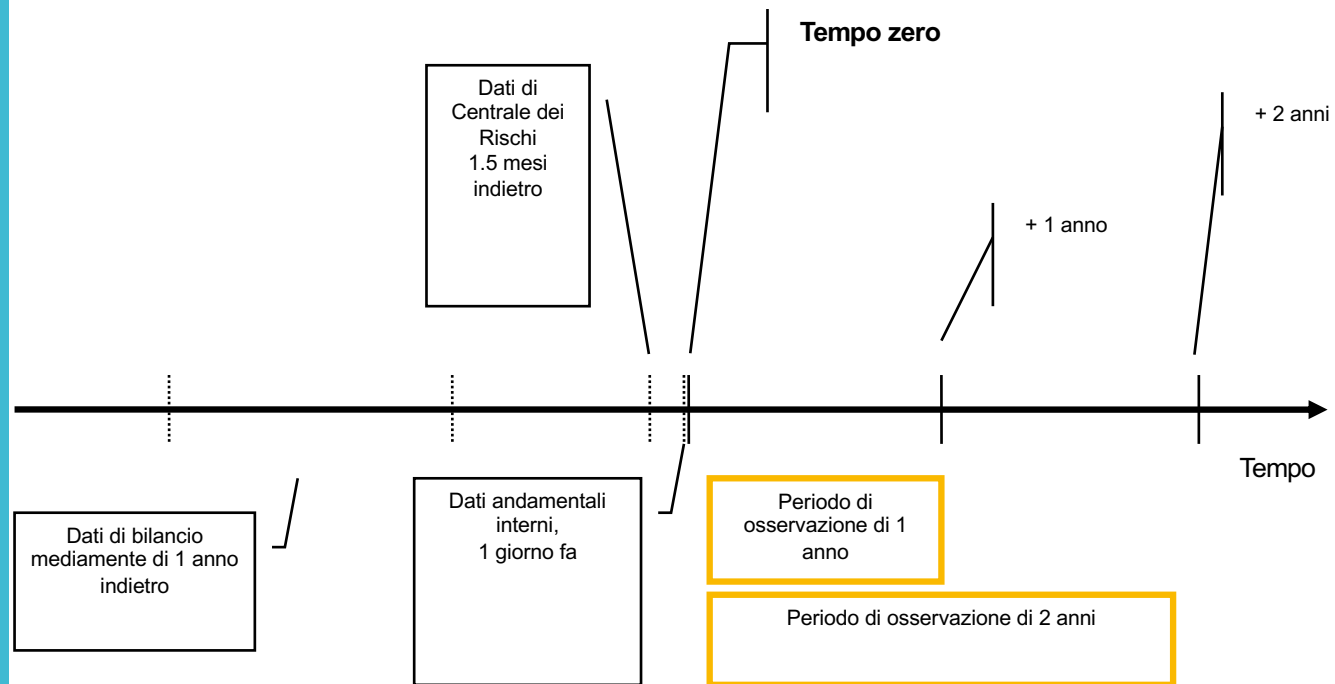 Tempo zero
Dati di
Centrale dei
Rischi
1.5 mesi
indietro
+ 2 anni
+ 1 anno
Tempo
Dati di bilancio
mediamente di 1 anno
indietro
Dati andamentali
interni,
1 giorno fa
Periodo di
osservazione di 1
anno
Periodo di osservazione di 2 anni